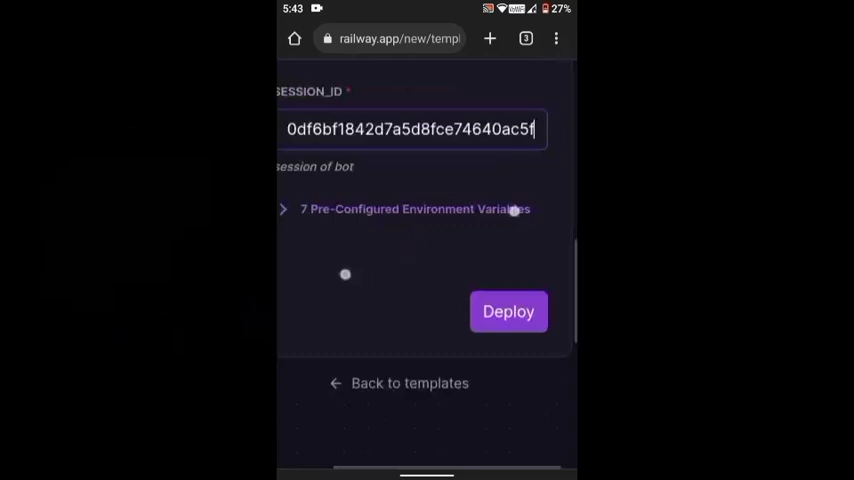 5:43 27%
railway.app/new/templ 3
SESSION_ID *
0df6bf1842d7a5d8fce74640ac5f
session of bot
7 Pre-Configured Environment Variables
Deploy
Back to templates